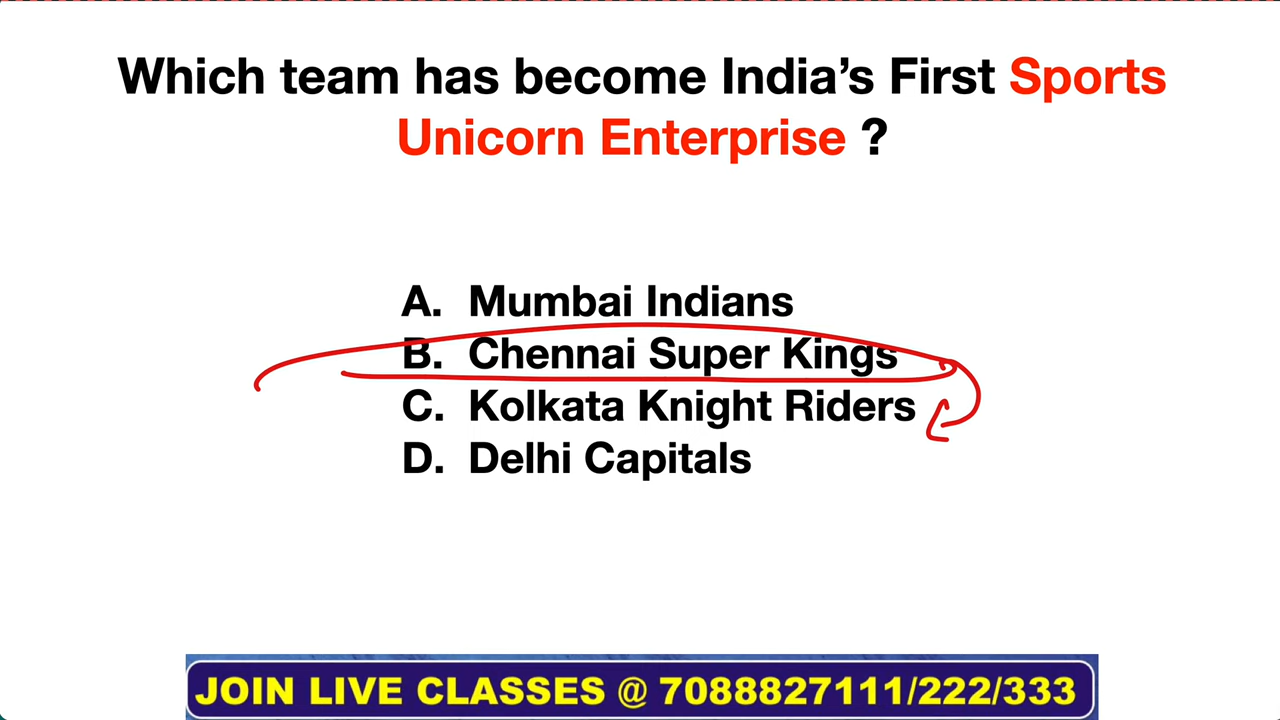 Which team has become India’s First Sports
Unicorn Enterprise ?
A. Mumbai Indians
B. Chennai Super Kings
C. Kolkata Knight Riders
D. Delhi Capitals
JOIN LIVE CLASSES @ 7088827111/222/333